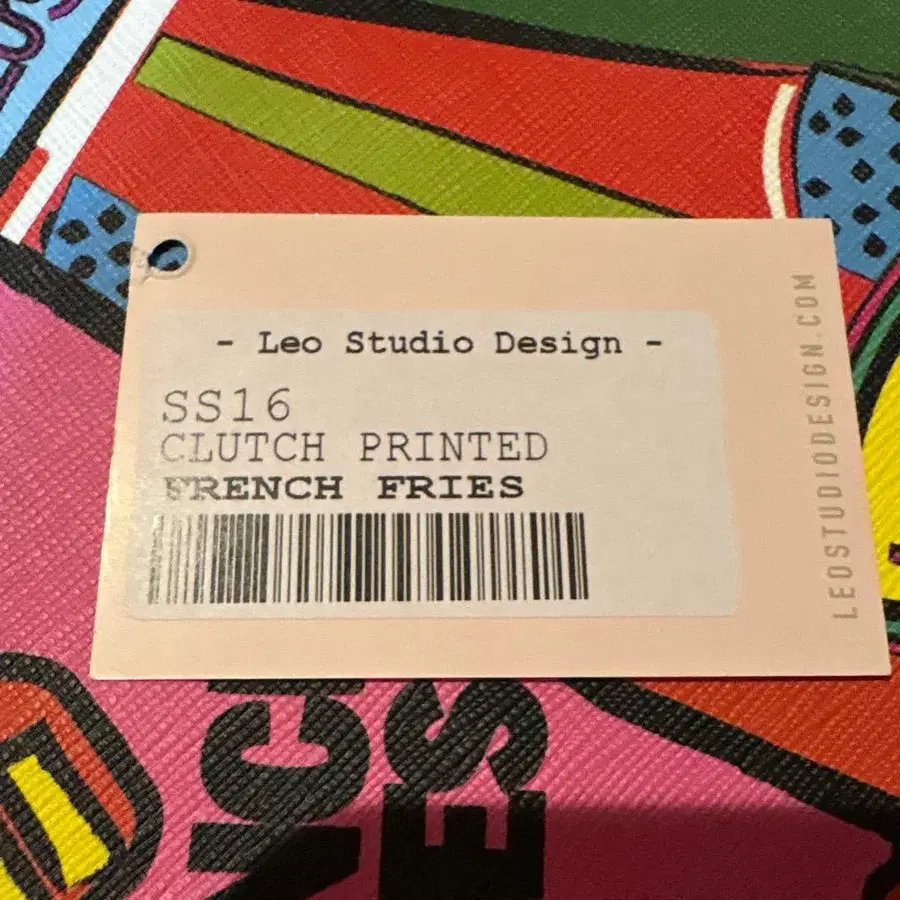 - Leo Studio Design -
SS16
CLUTCH PRINTED
FRENCH FRIES
LEOSTUDIODESIGN.COM